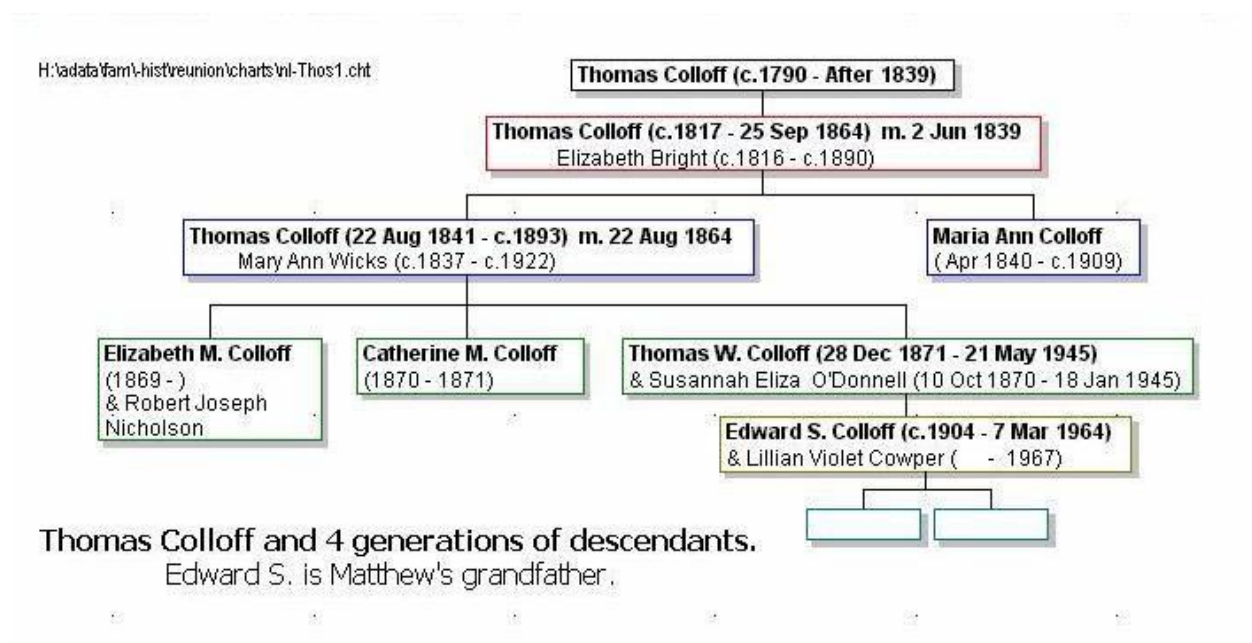 H:\adata\fam\-hist\reunion\charts\nl-Thos1.cht
Thomas Colloff (c.1790 - After 1839)
Thomas Colloff (c.1817 - 25 Sep 1864)  m. 2 Jun 1839
Elizabeth Bright (c.1816 - c.1890)
Thomas Colloff (22 Aug 1841 - c.1893)  m. 22 Aug 1864
Mary Ann Wicks (c.1837 - c.1922)
Maria Ann Colloff
( Apr 1840 - c.1909)
Elizabeth M. Colloff
(1869 - )
& Robert Joseph
Nicholson
Catherine M. Colloff
(1870 - 1871)
Thomas W. Colloff (28 Dec 1871 - 21 May 1945)
& Susannah Eliza  O'Donnell (10 Oct 1870 - 18 Jan 1945)
Edward S. Colloff (c.1904 - 7 Mar 1964)
& Lillian Violet Cowper (     -  1967)
Thomas Colloff and 4 generations of descendants.
Edward S. is Matthew's grandfather.